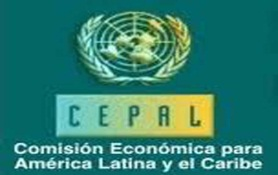 CEPAL
Comisión Económica para
América Latina y el Caribe